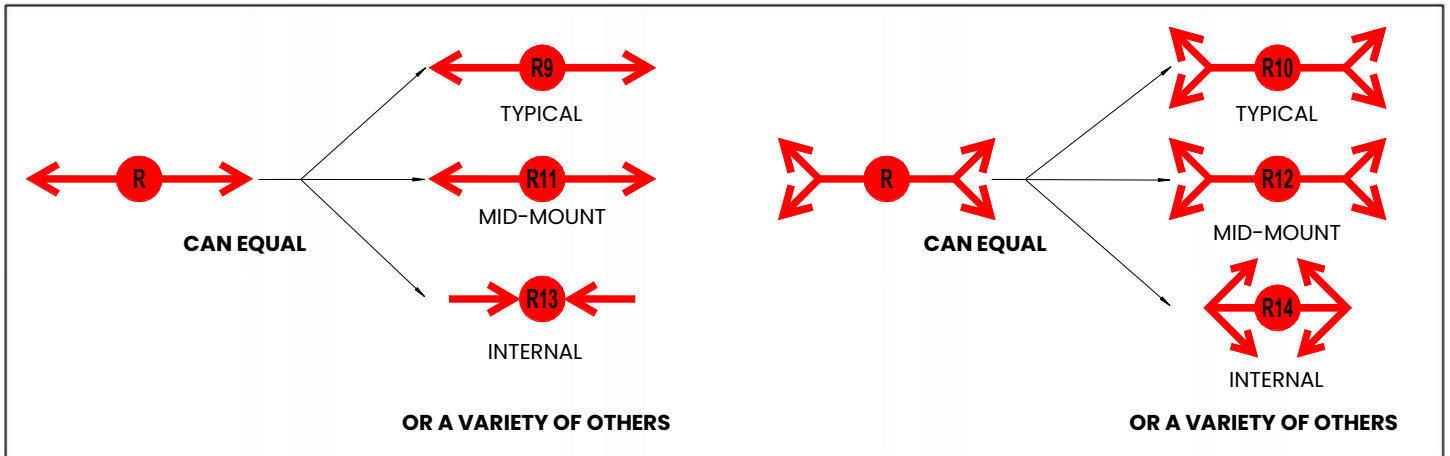 R9
TYPICAL
R
R11
MID-MOUNT
CAN EQUAL
R13
INTERNAL
OR A VARIETY OF OTHERS
R10
TYPICAL
R
R12
MID-MOUNT
CAN EQUAL
R14
INTERNAL
OR A VARIETY OF OTHERS